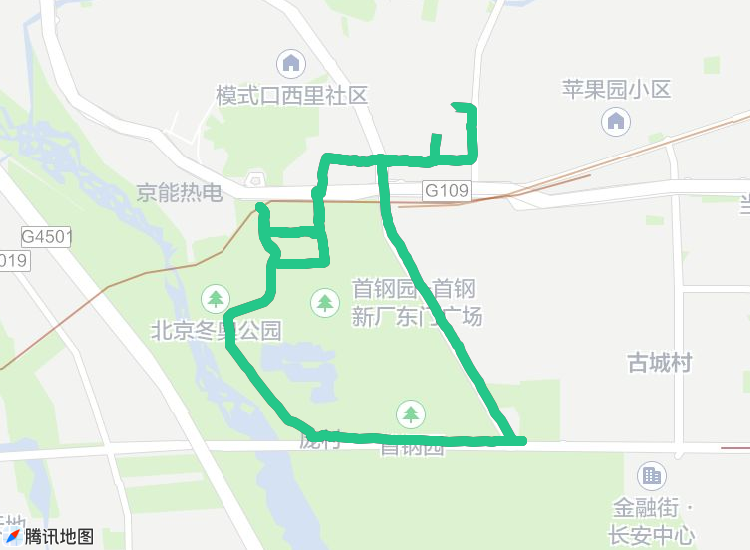 模式口西里社区
苹果园小区
京能热电
G109
G4501
019
首钢园-首钢
新厂东门广场
北京冬奥公园
古城村
庞村
首钢园
金融街·
长安中心
腾讯地图